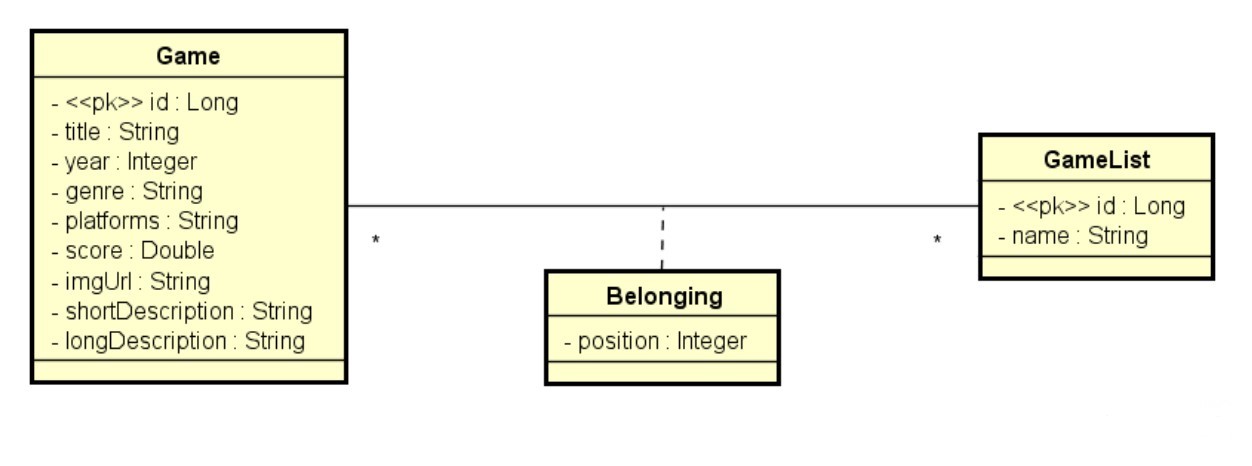 Game
- <<pk>> id : Long
- title : String
- year : Integer
- genre : String
- platforms : String
- score : Double
- imgUrl : String
- shortDescription : String
- longDescription : String
*
*
Belonging
- position : Integer
GameList
- <<pk>> id : Long
- name : String